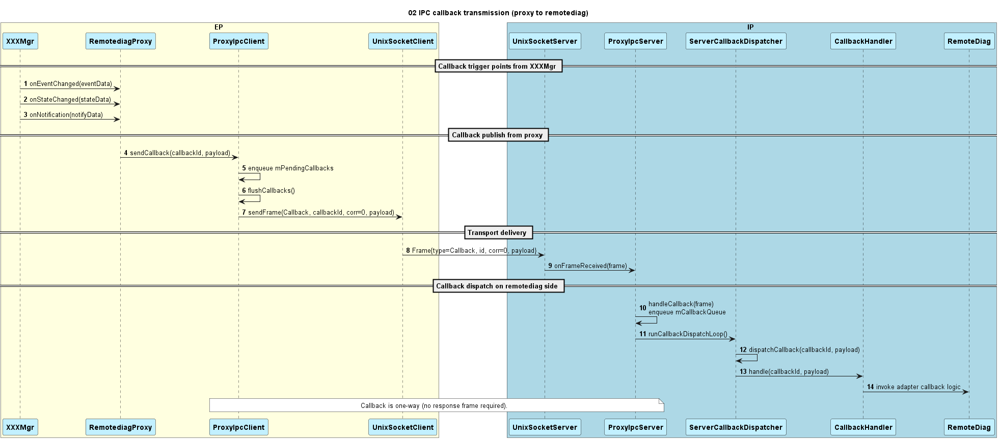 02 IPC callback transmission (proxy to remotediag)
EP
IP
XXXMgr
RemotediagProxy
ProxyIpcClient
UnixSocketClient
UnixSocketServer
ProxyIpcServer
ServerCallbackDispatcher
CallbackHandler
RemoteDiag
Callback trigger points from XXXMgr
1 onEventChanged(eventData)
2 onStateChanged(stateData)
3 onNotification(notifyData)
Callback publish from proxy
4 sendCallback(callbackId, payload)
5 enqueue mPendingCallbacks
6 flushCallbacks()
7 sendFrame(Callback, callbackId, corr=0, payload)
Transport delivery
8 Frame{type=Callback, id, corr=0, payload}
9 onFrameReceived(frame)
Callback dispatch on remotediag side
10 handleCallback(frame)
enqueue mCallbackQueue
11 runCallbackDispatchLoop()
12 dispatchCallback(callbackId, payload)
13 handle(callbackId, payload)
14 invoke adapter callback logic
Callback is one-way (no response frame required).
XXXMgr
RemotediagProxy
ProxyIpcClient
UnixSocketClient
UnixSocketServer
ProxyIpcServer
ServerCallbackDispatcher
CallbackHandler
RemoteDiag